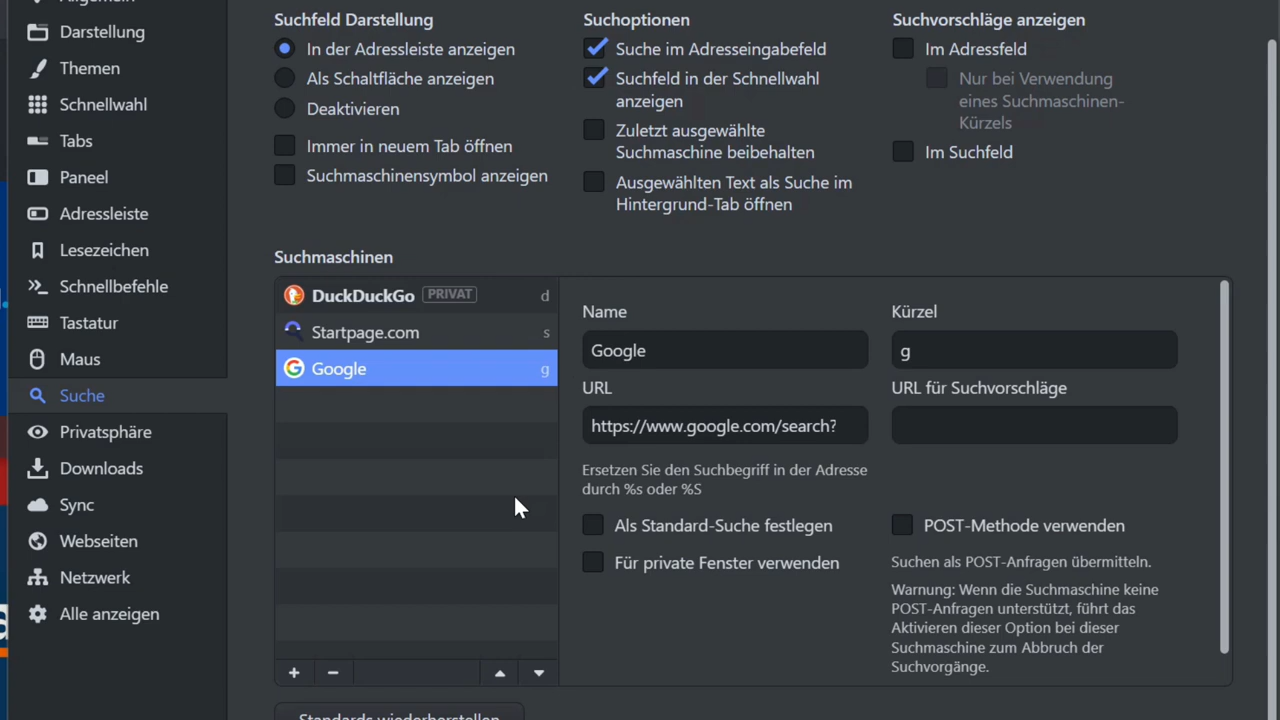 Allgemein
Darstellung
Themen
Schnellwahl
Tabs
Paneel
Adressleiste
Lesezeichen
Schnellbefehle
Tastatur
Maus
Suche
Privatsphäre
Downloads
Sync
Webseiten
Netzwerk
Alle anzeigen
Suchfeld Darstellung
In der Adressleiste anzeigen
Als Schaltfläche anzeigen
Deaktivieren
Immer in neuem Tab öffnen
Suchmaschinensymbol anzeigen
Suchoptionen
Suche im Adresseingabefeld
Suchfeld in der Schnellwahl
anzeigen
Zuletzt ausgewählte
Suchmaschine beibehalten
Ausgewählten Text als Suche im
Hintergrund-Tab öffnen
Suchvorschläge anzeigen
Im Adressfeld
Nur bei Verwendung
eines Suchmaschinen-
Kürzels
Im Suchfeld
Suchmaschinen
DuckDuckGo PRIVAT d
Startpage.com s
Google g
Name
Google
Kürzel
g
URL
https://www.google.com/search?
URL für Suchvorschläge
Ersetzen Sie den Suchbegriff in der Adresse
durch %s oder %S
Als Standard-Suche festlegen
Für private Fenster verwenden
POST-Methode verwenden
Suchen als POST-Anfragen übermitteln.
Warnung: Wenn die Suchmaschine keine
POST-Anfragen unterstützt, führt das
Aktivieren dieser Option bei dieser
Suchmaschine zum Abbruch der
Suchvorgänge.
Standards wiederherstellen